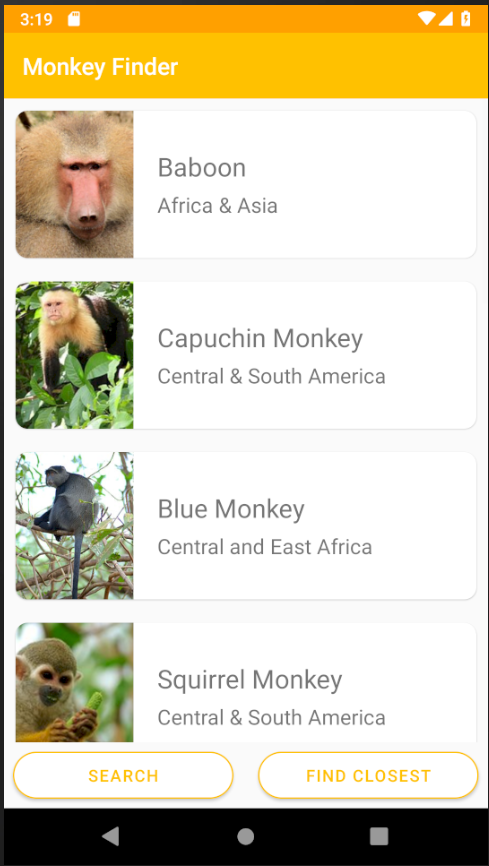 3:19
Monkey Finder
Baboon
Africa & Asia
Capuchin Monkey
Central & South America
Blue Monkey
Central and East Africa
Squirrel Monkey
Central & South America
SEARCH
FIND CLOSEST